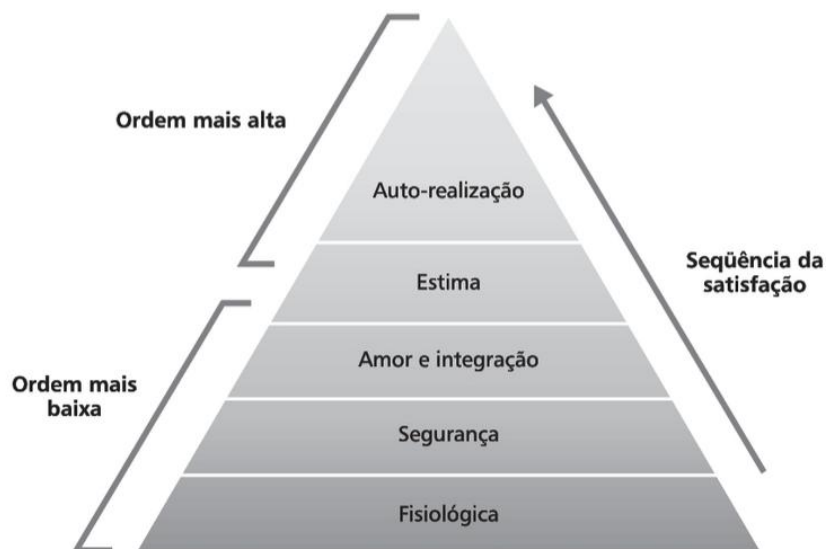 Ordem mais alta
Auto-realização
Estima
Seqüência da
satisfação
Amor e integração
Ordem mais
baixa
Segurança
Fisiológica